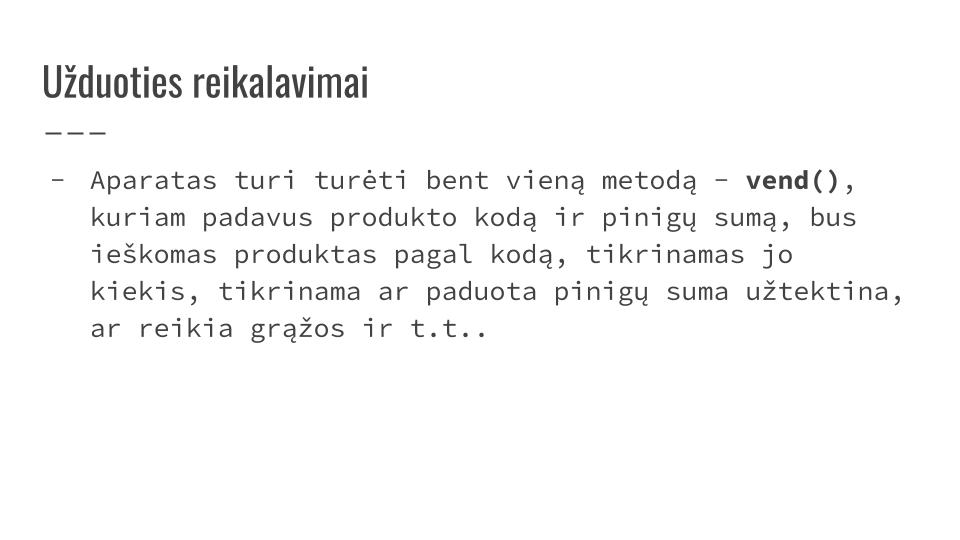 Užduoties reikalavimai
– Aparatas turi turėti bent vieną metodą – vend(),
kuriam padavus produkto kodą ir pinigų sumą, bus
ieškomas produktas pagal kodą, tikrinamas jo
kiekis, tikrinama ar paduota pinigų suma užtektina,
ar reikia grąžos ir t.t..